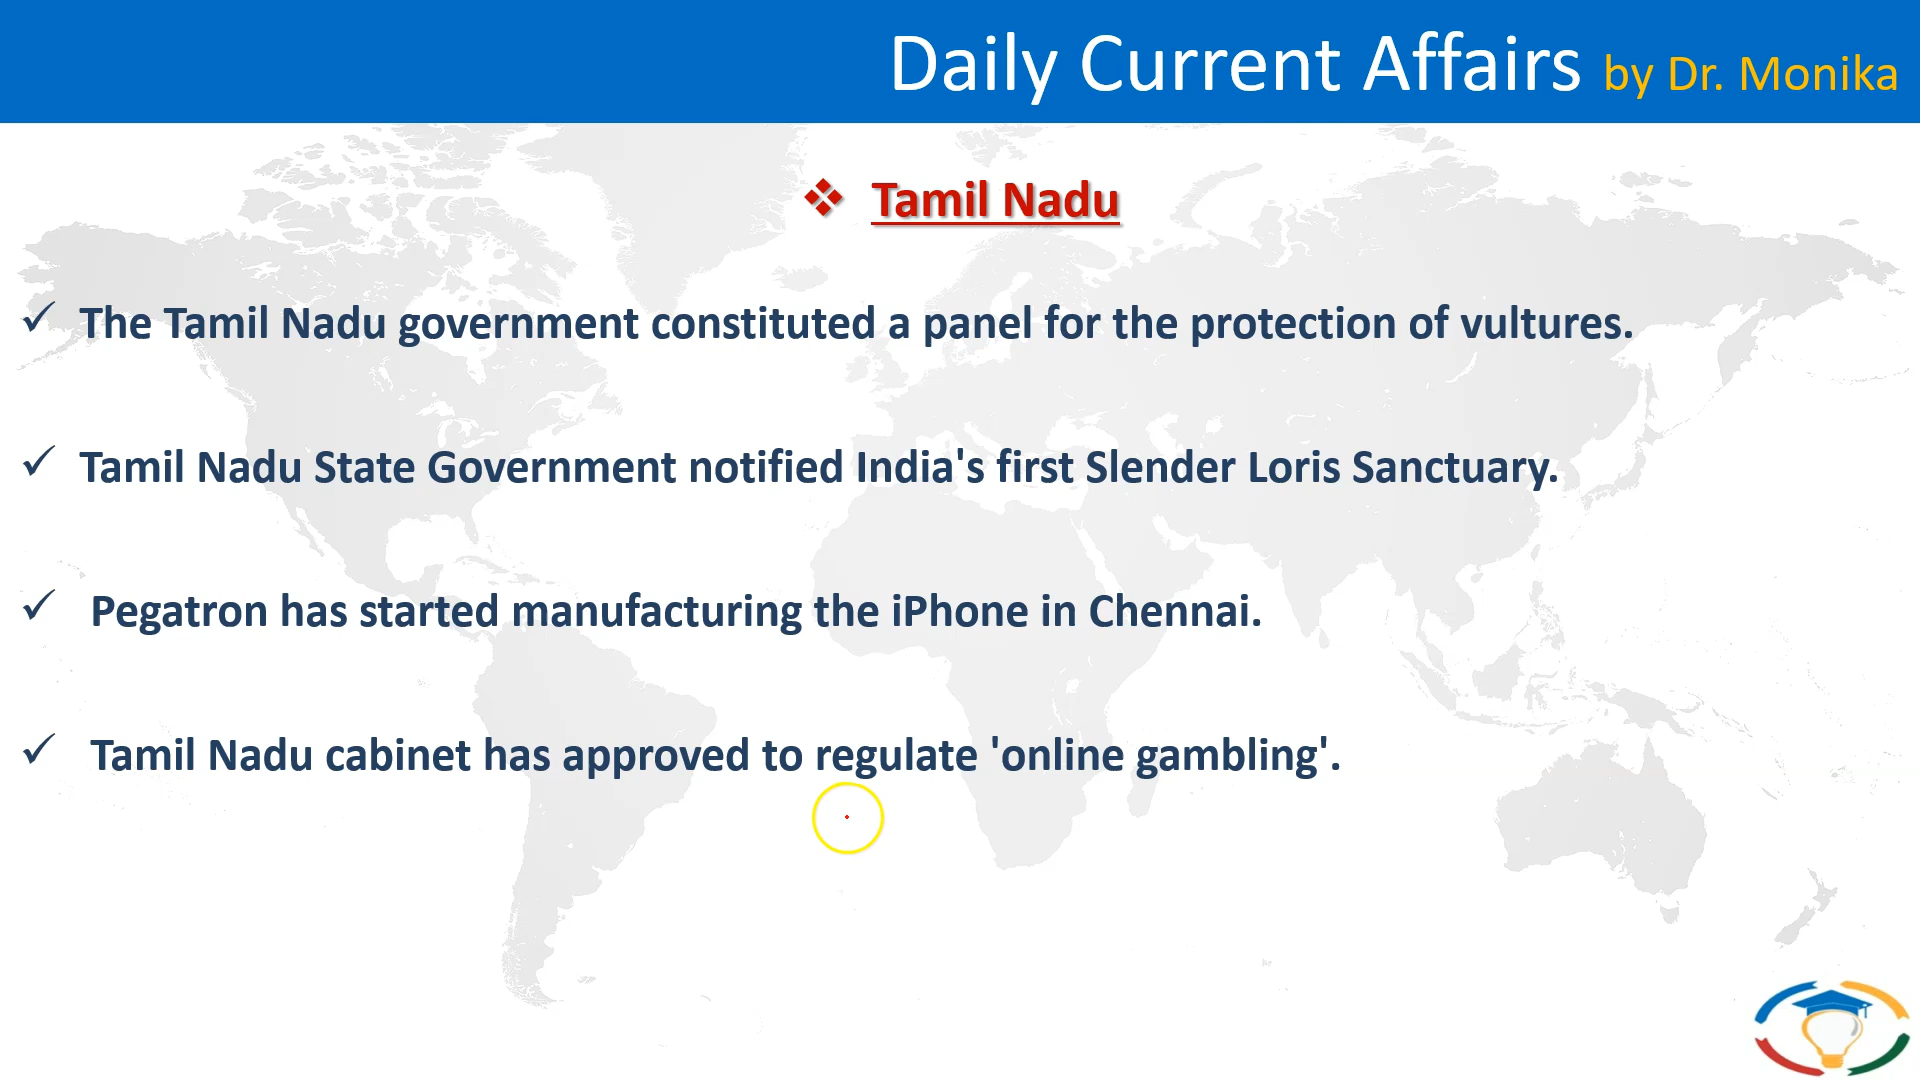 Daily Current Affairs by Dr. Monika
❖ Tamil Nadu
✓ The Tamil Nadu government constituted a panel for the protection of vultures.
✓ Tamil Nadu State Government notified India's first Slender Loris Sanctuary.
✓ Pegatron has started manufacturing the iPhone in Chennai.
✓ Tamil Nadu cabinet has approved to regulate 'online gambling'.